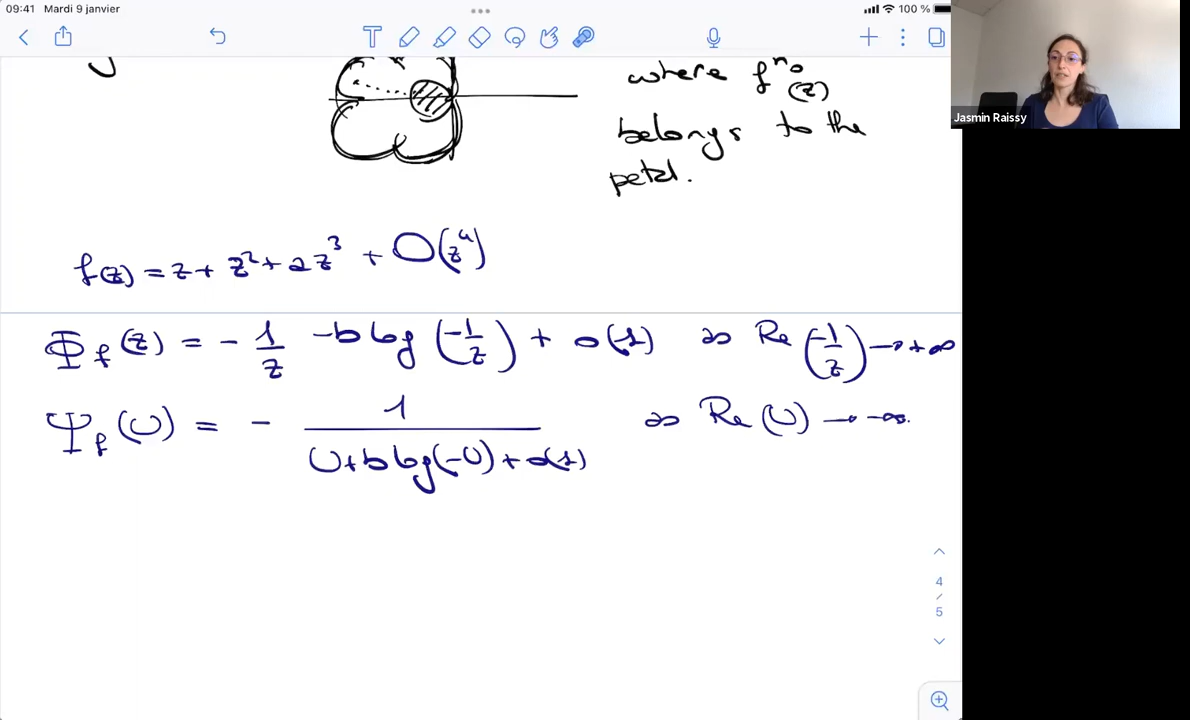 09:41 Mardi 9 janvier
100 %
Jasmin Raissy
where f^{n_0}(z)
belongs to the
petal.
f(z) = z + z^2 + az^3 + O(z^4)
Φ_f(z) = - 1/z - b log(-1/z) + o(1) as Re(-1/z) → +∞
Ψ_f(U) = - 1/(U + b log(-U) + o(1)) as Re(U) → -∞.
4
/
5